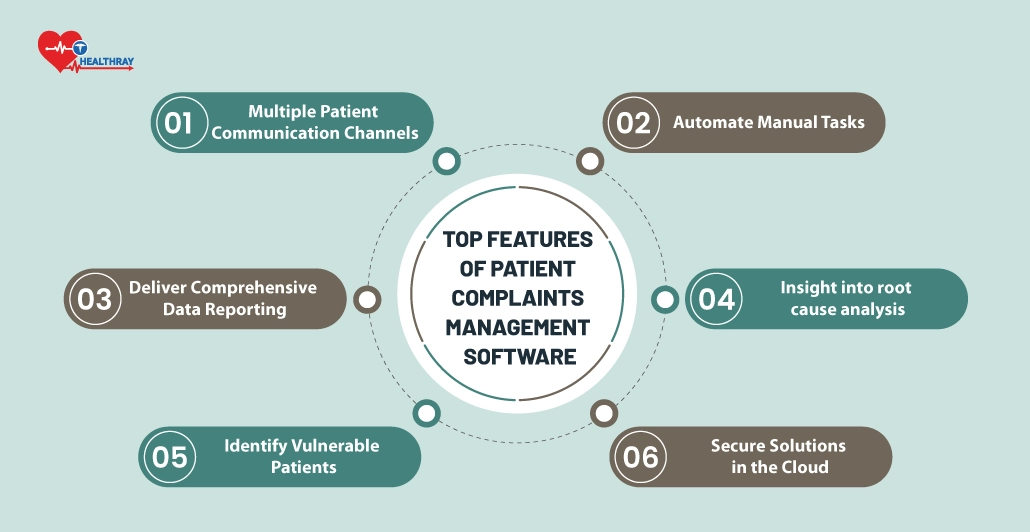 HEALTHRAY
01
Multiple Patient
Communication Channels
02
Automate Manual Tasks
03
Deliver Comprehensive
Data Reporting
TOP FEATURES
OF PATIENT
COMPLAINTS
MANAGEMENT
SOFTWARE
04
Insight into root
cause analysis
05
Identify Vulnerable
Patients
06
Secure Solutions
in the Cloud